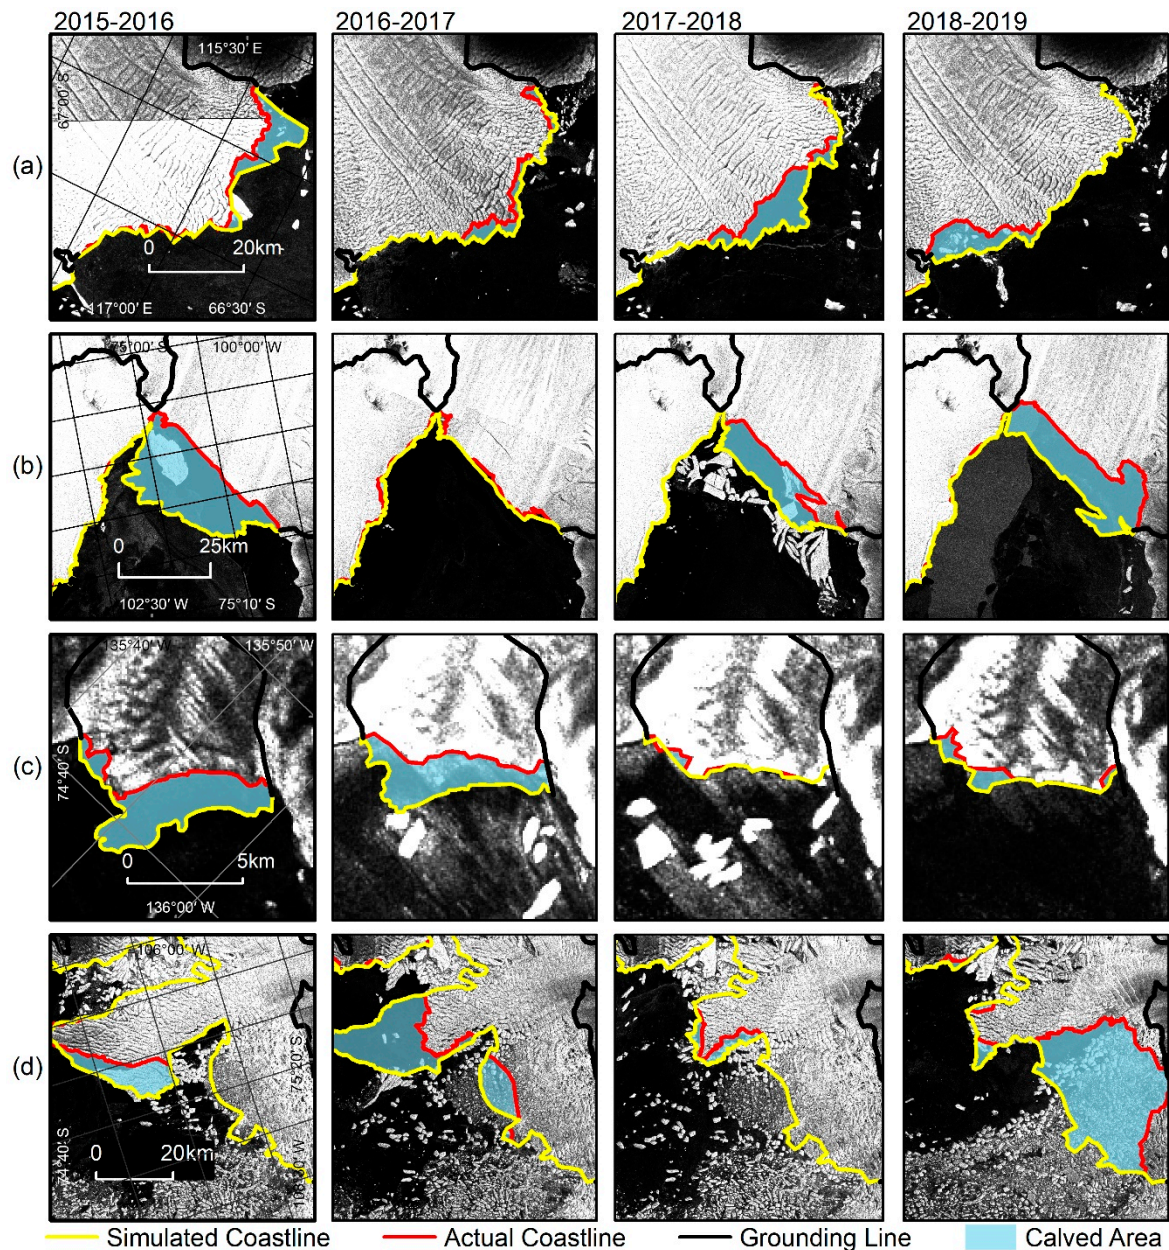 2015-2016 2016-2017 2017-2018 2018-2019
(a)
115°30′ E
67°00′ S
0 20km
117°00′ E 66°30′ S
(b)
75°00′ S 100°00′ W
0 25km
102°30′ W 75°10′ S
(c)
135°40′ W 135°50′ W
74°40′ S
0 5km
136°00′ W
(d)
106°00′ W
75°20′ S
74°40′ S
0 20km
Simulated Coastline Actual Coastline Grounding Line Calved Area